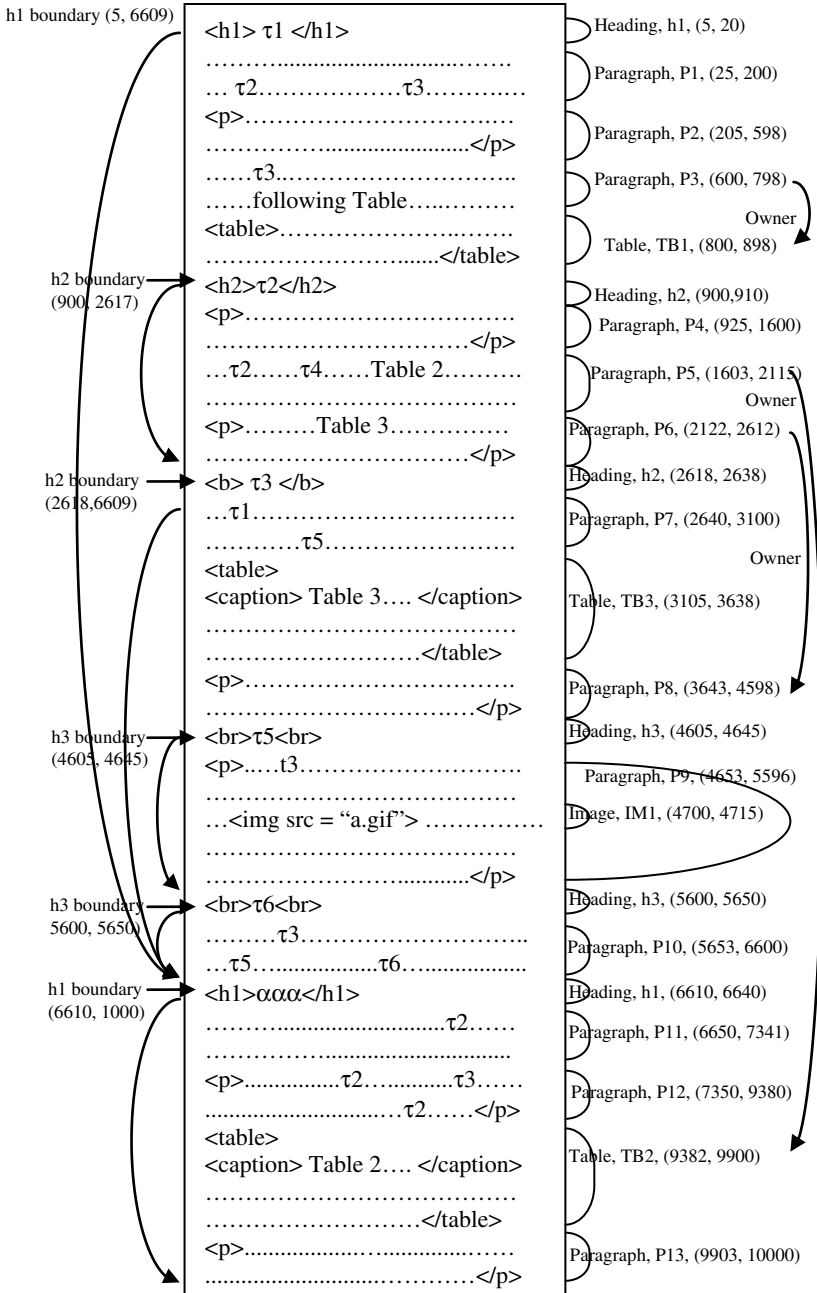 h1 boundary (5, 6609)
<h1> τ1 </h1>
Heading, h1, (5, 20)
………..............................…….
Paragraph, P1, (25, 200)
… τ2…………………τ3……..….
<p>………………………….…..….
Paragraph, P2, (205, 598)
……………........................</p>
……τ3..…………………………..
Paragraph, P3, (600, 798)
……following Table…..……….
Owner
<table>……………………..…….
Table, TB1, (800, 898)
……………………….......</table>
h2 boundary
(900, 2617)
<h2>τ2</h2>
Heading, h2, (900,910)
<p>………………………………
Paragraph, P4, (925, 1600)
………………………………</p>
…τ2……τ4……Table 2……….
Paragraph, P5, (1603, 2115)
……………………………………
Owner
<p>………Table 3……………
Paragraph, P6, (2122, 2612)
………………………………</p>
h2 boundary
(2618,6609)
<b> τ3 </b>
Heading, h2, (2618, 2638)
…τ1………………………………
Paragraph, P7, (2640, 3100)
…………τ5………………………
Owner
<table>
<caption> Table 3…. </caption>
Table, TB3, (3105, 3638)
……………………………………
…………………………</table>
<p>………………………………
Paragraph, P8, (3643, 4598)
………………………………….</p>
h3 boundary
(4605, 4645)
<br>τ5<br>
Heading, h3, (4605, 4645)
<p>..…t3…………………………
Paragraph, P9, (4653, 5596)
……………………………………
…<img src = “a.gif”> ……………
Image, IM1, (4700, 4715)
……………………………………
………………………...........</p>
h3 boundary
5600, 5650)
<br>τ6<br>
Heading, h3, (5600, 5650)
………τ3…………………………..
Paragraph, P10, (5653, 6600)
…τ5…..................τ6…..................
h1 boundary
(6610, 1000)
<h1>ααα</h1>
Heading, h1, (6610, 6640)
……….............................τ2……
Paragraph, P11, (6650, 7341)
……………................................
<p>................τ2…............τ3……
Paragraph, P12, (7350, 9380)
..............................…τ2……</p>
<table>
<caption> Table 2…. </caption>
Table, TB2, (9382, 9900)
……………………………………
…………………………</table>
<p>....................…..............……
Paragraph, P13, (9903, 10000)
..............................…………</p>